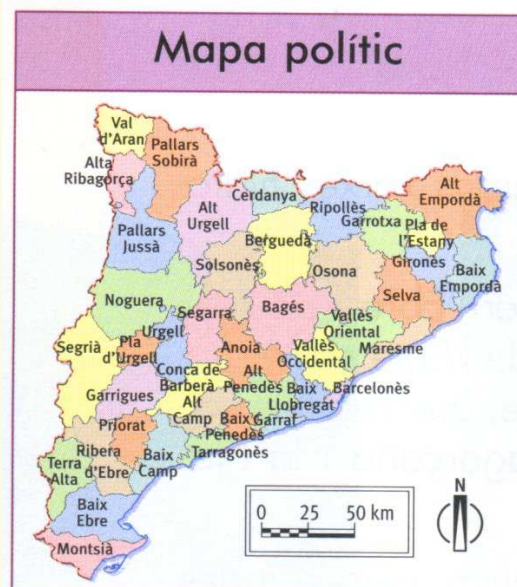 Mapa polític
Val
d'Aran
Pallars
Sobirà
Alta
Ribagorça
Pallars
Jussà
Alt
Urgell
Cerdanya
Ripollès
Garrotxa
Alt
Empordà
Pla de
l'Estany
Gironès
Baix
Empordà
Berguedà
Solsonès
Osona
Selva
Noguera
Segarra
Bagés
Vallès
Oriental
Maresme
Segrià
Pla
d'Urgell
Urgell
Anoia
Vallès
Occidental
Conca de
Barberà
Alt
Penedès
Baix
Llobregat
Barcelonès
Garrigues
Alt
Camp
Baix
Penedès
Garraf
Priorat
Tarragonès
Ribera
d'Ebre
Baix
Camp
Terra
Alta
Baix
Ebre
Montsià
0 25 50 km
N